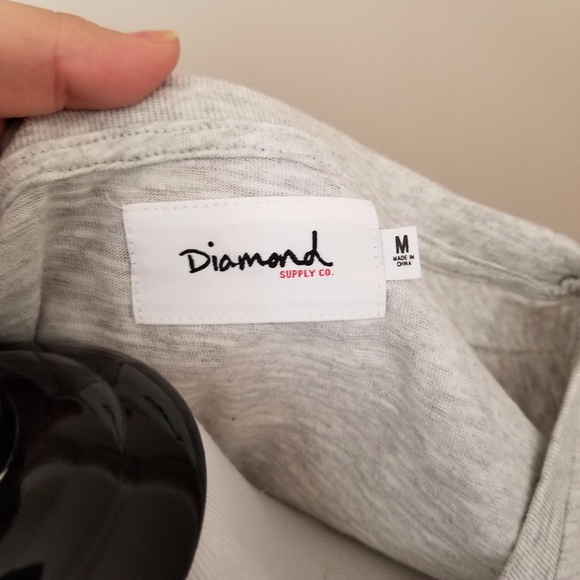 Diamond
SUPPLY CO.
M
MADE IN
CHINA